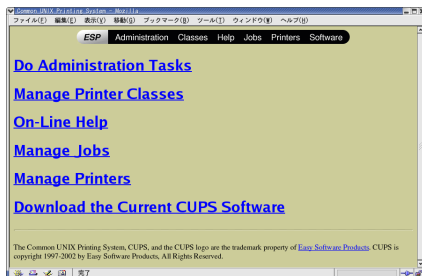 Common UNIX Printing System - Mozilla
ファイル(F) 編集(E) 表示(V) 移動(G) ブックマーク(B) ツール(T) ウィンドウ(W) ヘルプ(H)
ESP Administration Classes Help Jobs Printers Software
Do Administration Tasks
Manage Printer Classes
On-Line Help
Manage Jobs
Manage Printers
Download the Current CUPS Software
The Common UNIX Printing System, CUPS, and the CUPS logo are the trademark property of Easy Software Products. CUPS is
copyright 1997-2002 by Easy Software Products, All Rights Reserved.
完了